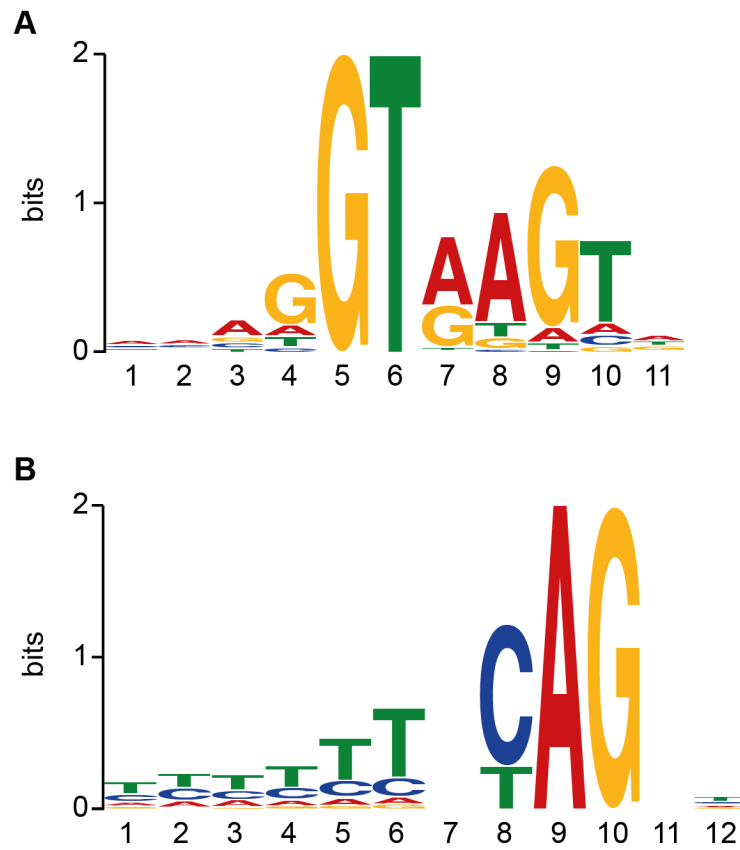 A
2
1
0
bits
G T
A A G T
G
1 2 3 4 5 6 7 8 9 10 11
B
2
1
0
bits
T T T T T T C A G
C C C C C C T
1 2 3 4 5 6 7 8 9 10 11 12